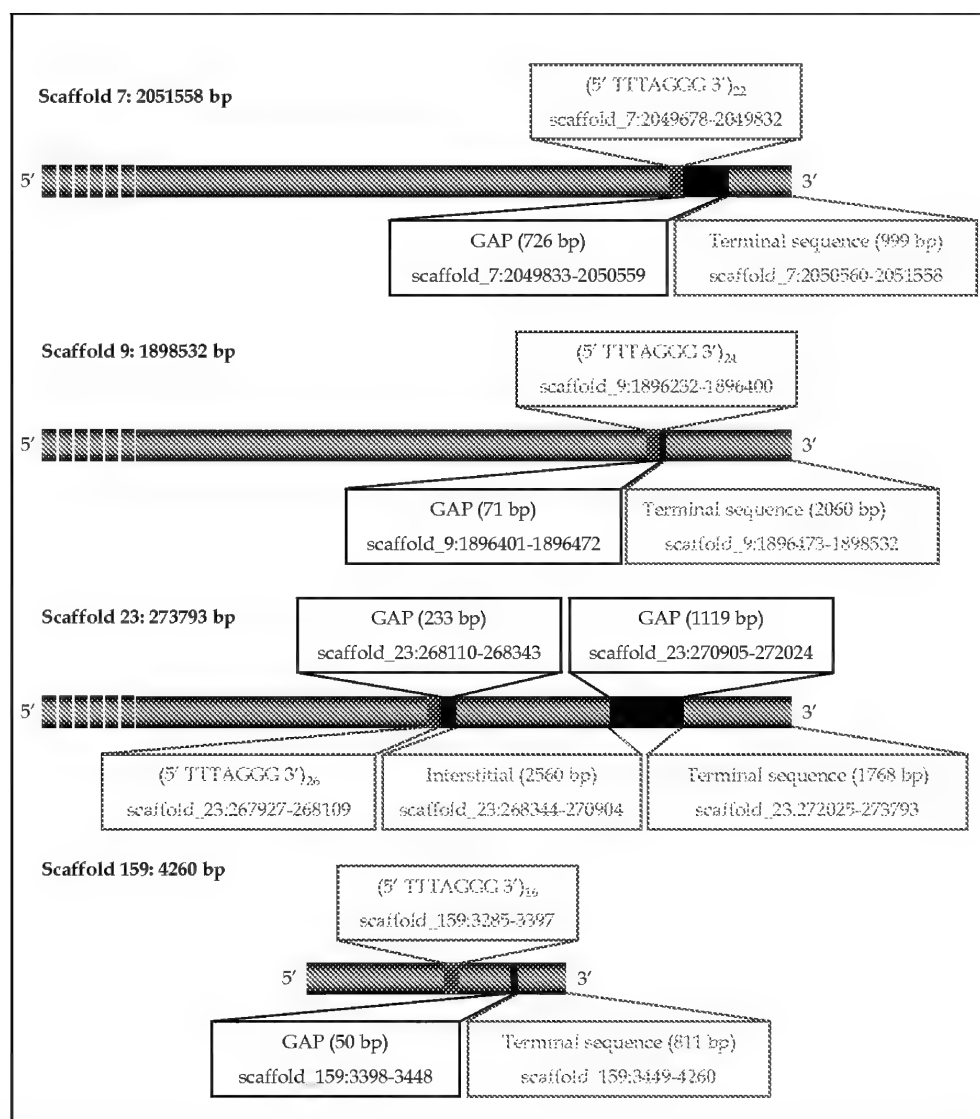 Scaffold 7: 2051558 bp
(5′ TTTAGGG 3′)22
scaffold_7:2049678-2049832
5′
3′
GAP (726 bp)
scaffold_7:2049833-2050559
Terminal sequence (999 bp)
scaffold_7:2050560-2051558
Scaffold 9: 1898532 bp
(5′ TTTAGGG 3′)24
scaffold_9:1896232-1896400
5′
3′
GAP (71 bp)
scaffold_9:1896401-1896472
Terminal sequence (2060 bp)
scaffold_9:1896473-1898532
Scaffold 23: 273793 bp
GAP (233 bp)
scaffold_23:268110-268343
GAP (1119 bp)
scaffold_23:270905-272024
5′
3′
(5′ TTTAGGG 3′)26
scaffold_23:267927-268109
Interstitial (2560 bp)
scaffold_23:268344-270904
Terminal sequence (1768 bp)
scaffold_23:272025-273793
Scaffold 159: 4260 bp
(5′ TTTAGGG 3′)16
scaffold_159:3285-3397
5′
3′
GAP (50 bp)
scaffold_159:3398-3448
Terminal sequence (811 bp)
scaffold_159:3449-4260